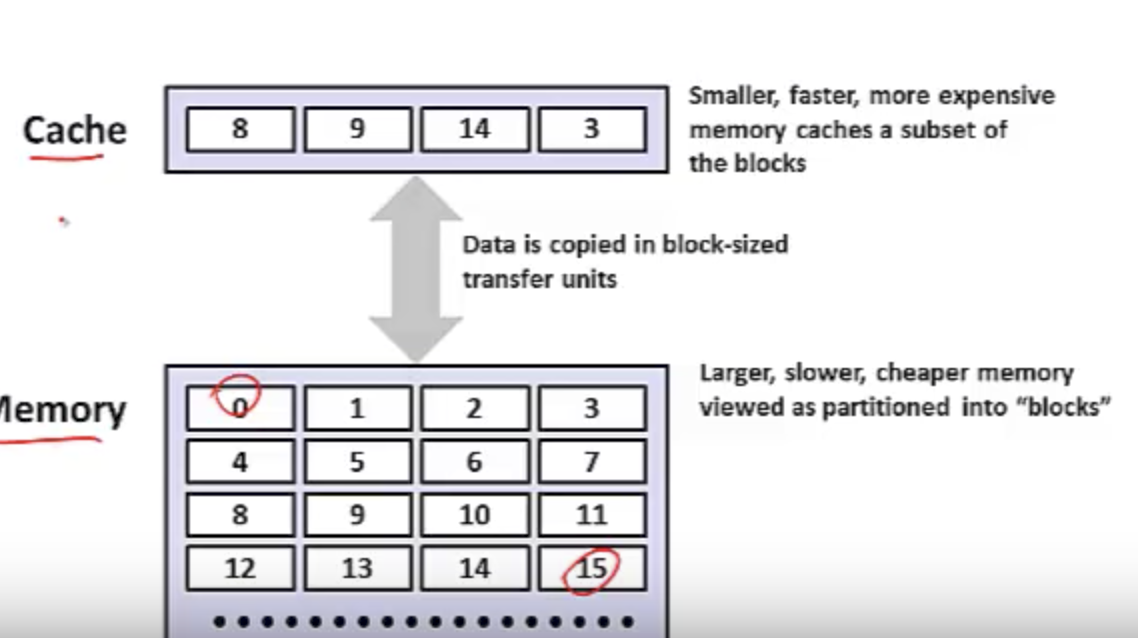 Cache
8 9 14 3
Smaller, faster, more expensive
memory caches a subset of
the blocks
Data is copied in block-sized
transfer units
Memory
0 1 2 3
4 5 6 7
8 9 10 11
12 13 14 15
Larger, slower, cheaper memory
viewed as partitioned into “blocks”